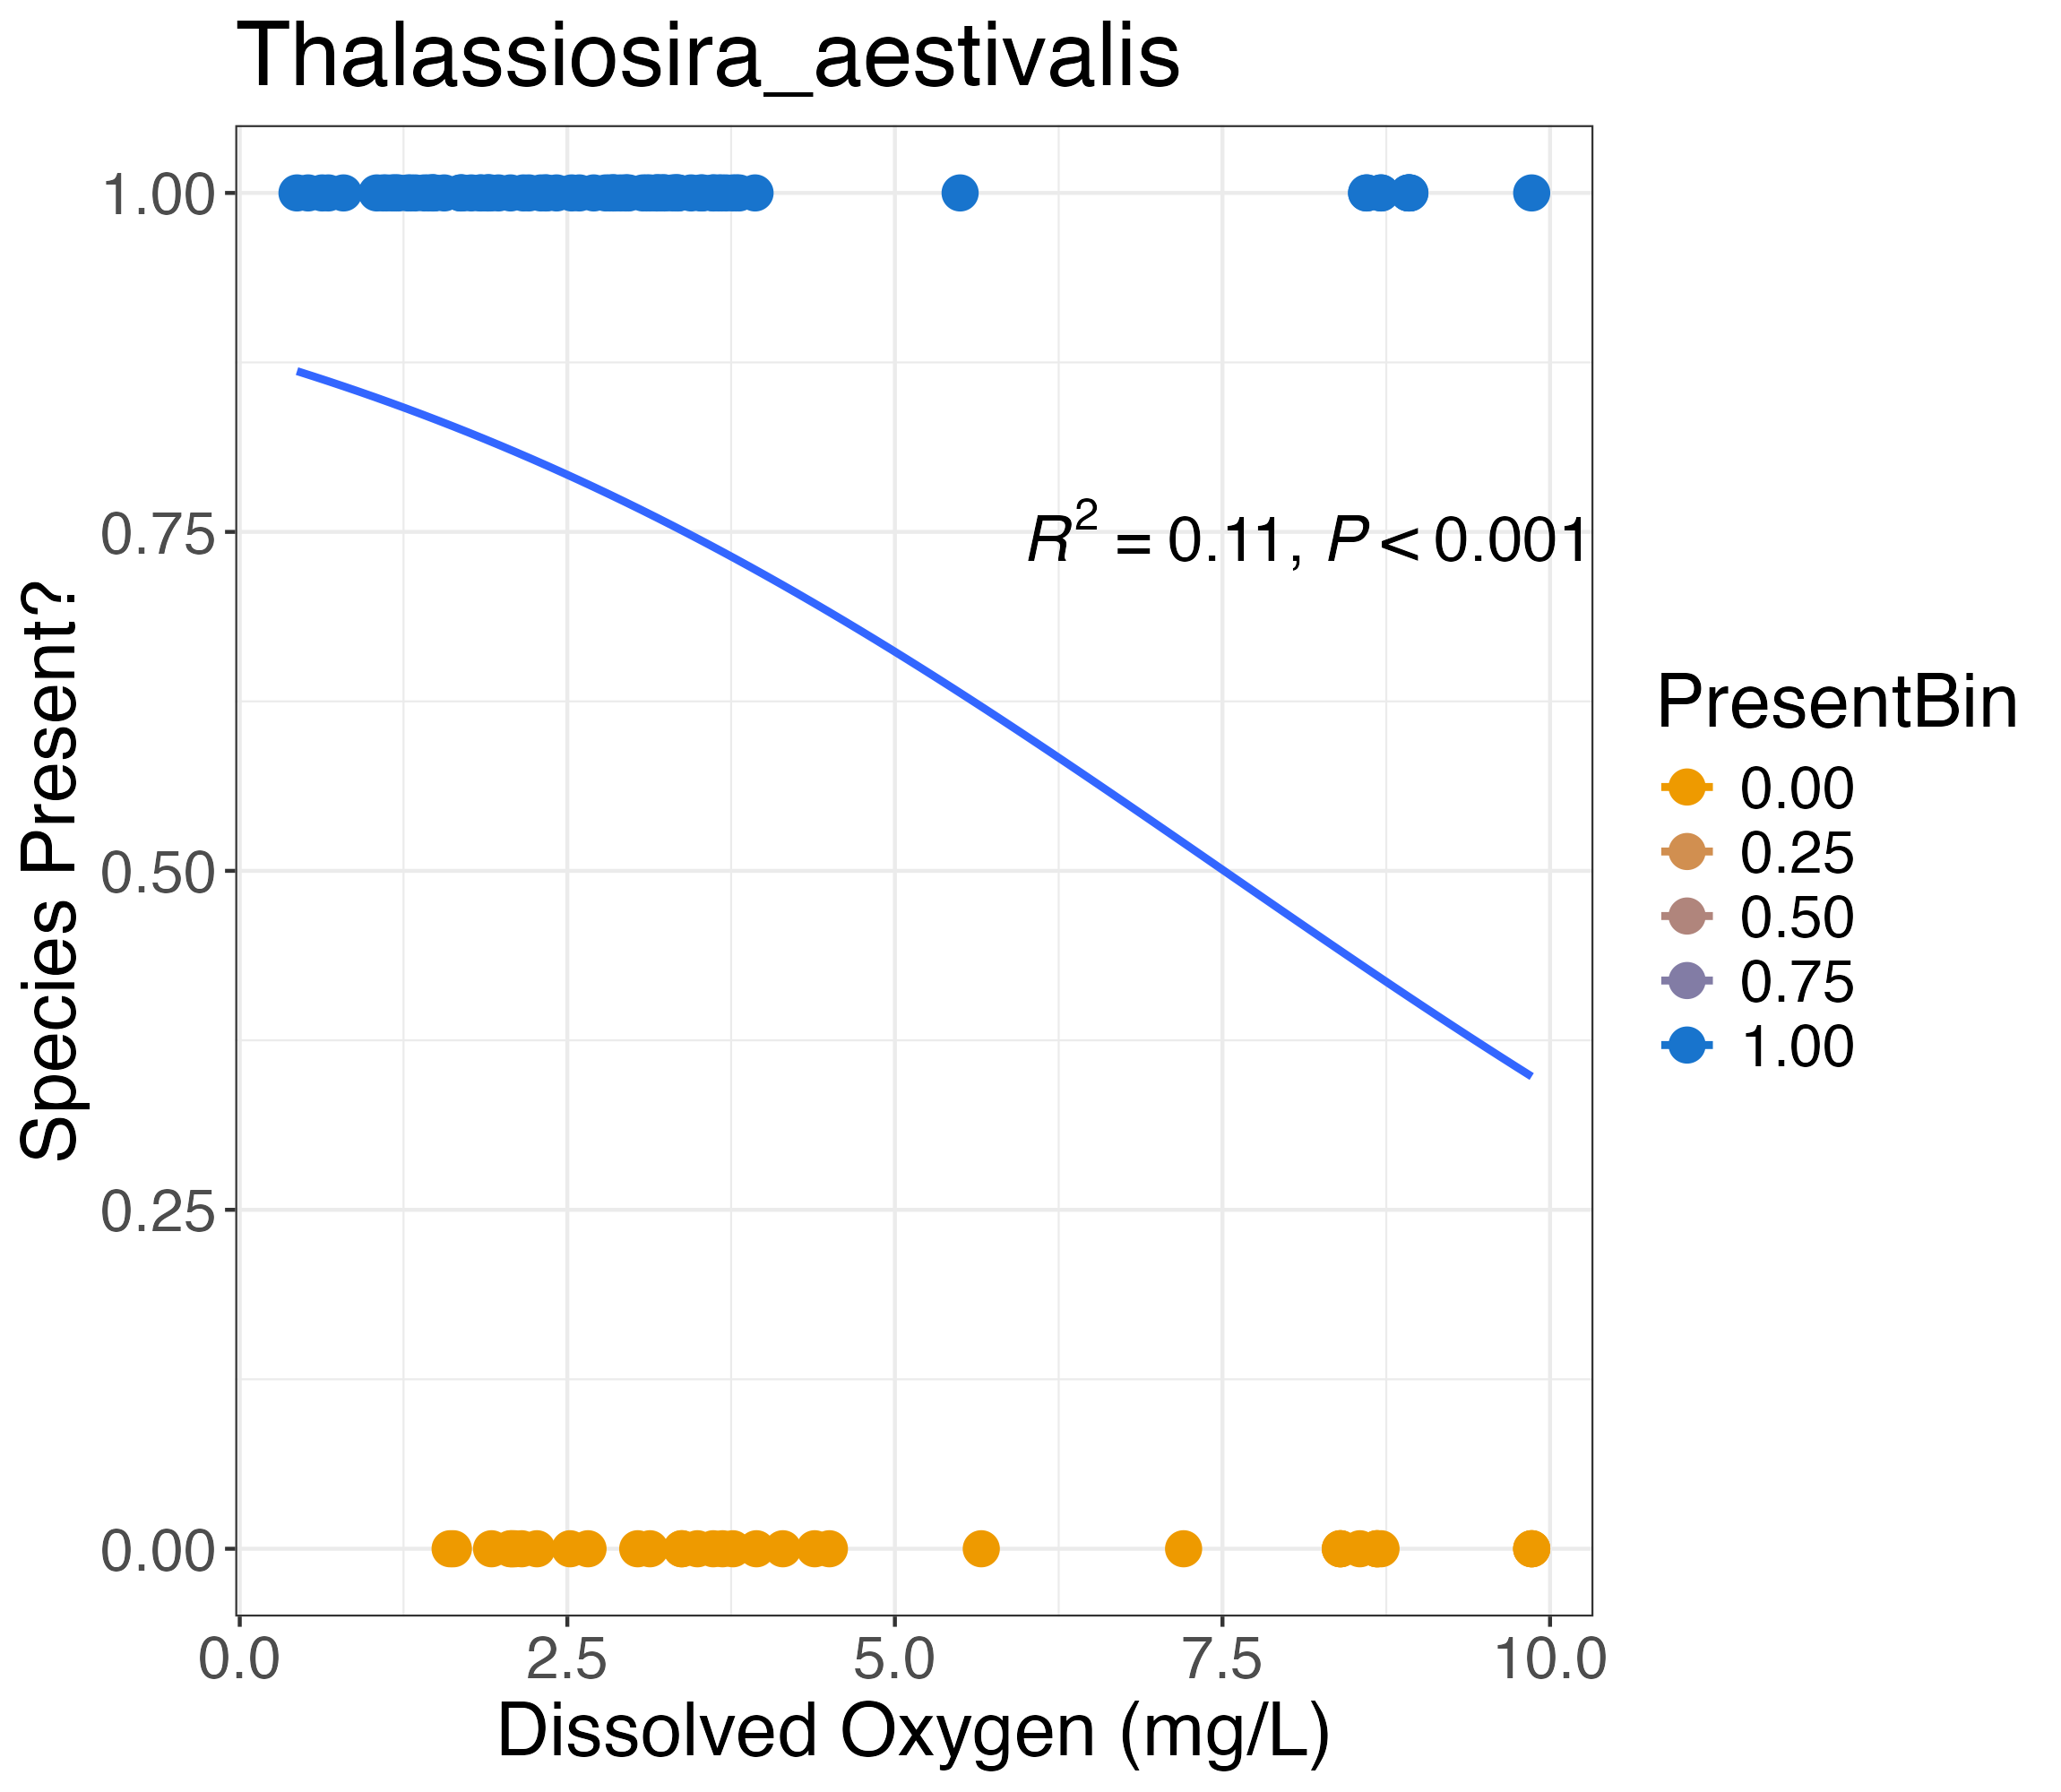 Thalassiosira_aestivalis
Species Present?
1.00
0.75
0.50
0.25
0.00
R² = 0.11, P < 0.001
0.0 2.5 5.0 7.5 10.0
Dissolved Oxygen (mg/L)
PresentBin
0.00
0.25
0.50
0.75
1.00